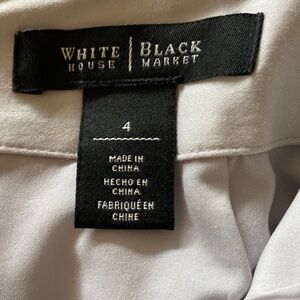 WHITE | BLACK
HOUSE | MARKET
4
MADE IN
CHINA
HECHO EN
CHINA
FABRIQUÉ EN
CHINE